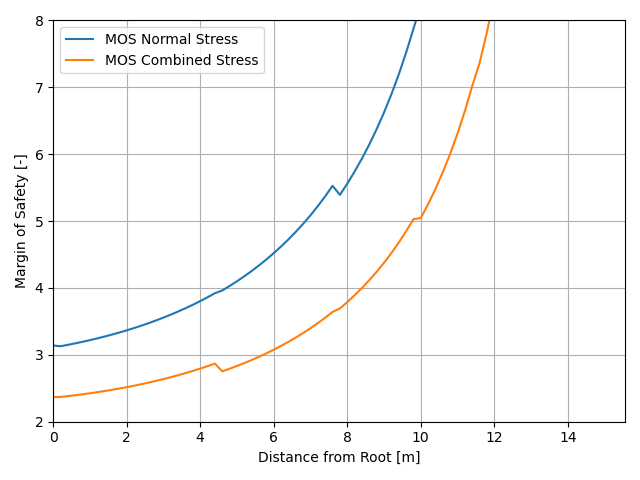 MOS Normal Stress
MOS Combined Stress
8
7
6
5
4
3
2
Margin of Safety [-]
0 2 4 6 8 10 12 14
Distance from Root [m]